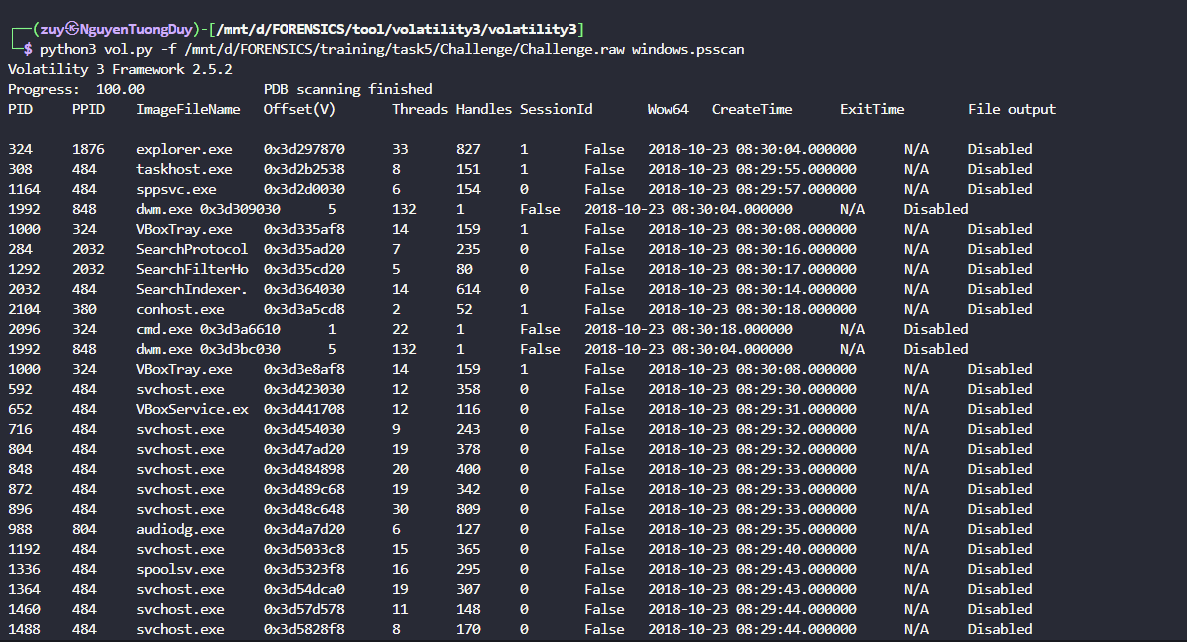 ┌──(zuy㉿NguyenTuongDuy)-[/mnt/d/FORENSICS/tool/volatility3/volatility3]
└─$ python3 vol.py -f /mnt/d/FORENSICS/training/task5/Challenge/Challenge.raw windows.psscan
Volatility 3 Framework 2.5.2
Progress:  100.00               PDB scanning finished
PID     PPID    ImageFileName   Offset(V)       Threads Handles SessionId       Wow64   CreateTime      ExitTime        File output

324     1876    explorer.exe    0x3d297870      33      827     1       False   2018-10-23 08:30:04.000000      N/A     Disabled
308     484     taskhost.exe    0x3d2b2538      8       151     1       False   2018-10-23 08:29:55.000000      N/A     Disabled
1164    484     sppsvc.exe      0x3d2d0030      6       154     0       False   2018-10-23 08:29:57.000000      N/A     Disabled
1992    848     dwm.exe 0x3d309030      5       132     1       False   2018-10-23 08:30:04.000000      N/A     Disabled
1000    324     VBoxTray.exe    0x3d335af8      14      159     1       False   2018-10-23 08:30:08.000000      N/A     Disabled
284     2032    SearchProtocol  0x3d35ad20      7       235     0       False   2018-10-23 08:30:16.000000      N/A     Disabled
1292    2032    SearchFilterHo  0x3d35cd20      5       80      0       False   2018-10-23 08:30:17.000000      N/A     Disabled
2032    484     SearchIndexer.  0x3d364030      14      614     0       False   2018-10-23 08:30:14.000000      N/A     Disabled
2104    380     conhost.exe     0x3d3a5cd8      2       52      1       False   2018-10-23 08:30:18.000000      N/A     Disabled
2096    324     cmd.exe 0x3d3a6610      1       22      1       False   2018-10-23 08:30:18.000000      N/A     Disabled
1992    848     dwm.exe 0x3d3bc030      5       132     1       False   2018-10-23 08:30:04.000000      N/A     Disabled
1000    324     VBoxTray.exe    0x3d3e8af8      14      159     1       False   2018-10-23 08:30:08.000000      N/A     Disabled
592     484     svchost.exe     0x3d423030      12      358     0       False   2018-10-23 08:29:30.000000      N/A     Disabled
652     484     VBoxService.ex  0x3d441708      12      116     0       False   2018-10-23 08:29:31.000000      N/A     Disabled
716     484     svchost.exe     0x3d454030      9       243     0       False   2018-10-23 08:29:32.000000      N/A     Disabled
804     484     svchost.exe     0x3d47ad20      19      378     0       False   2018-10-23 08:29:32.000000      N/A     Disabled
848     484     svchost.exe     0x3d484898      20      400     0       False   2018-10-23 08:29:33.000000      N/A     Disabled
872     484     svchost.exe     0x3d489c68      19      342     0       False   2018-10-23 08:29:33.000000      N/A     Disabled
896     484     svchost.exe     0x3d48c648      30      809     0       False   2018-10-23 08:29:33.000000      N/A     Disabled
988     804     audiodg.exe     0x3d4a7d20      6       127     0       False   2018-10-23 08:29:35.000000      N/A     Disabled
1192    484     svchost.exe     0x3d5033c8      15      365     0       False   2018-10-23 08:29:40.000000      N/A     Disabled
1336    484     spoolsv.exe     0x3d5323f8      16      295     0       False   2018-10-23 08:29:43.000000      N/A     Disabled
1364    484     svchost.exe     0x3d54dca0      19      307     0       False   2018-10-23 08:29:43.000000      N/A     Disabled
1460    484     svchost.exe     0x3d57d578      11      148     0       False   2018-10-23 08:29:44.000000      N/A     Disabled
1488    484     svchost.exe     0x3d5828f8      8       170     0       False   2018-10-23 08:29:44.000000      N/A     Disabled